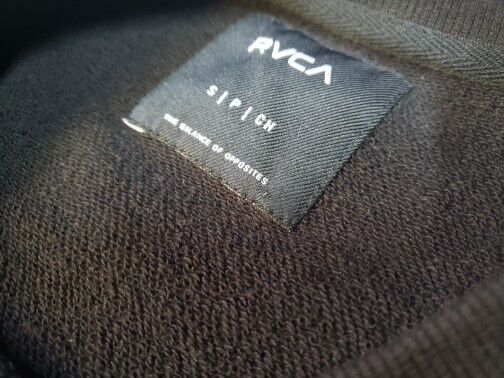 RVCA
S|P|CH
THE BALANCE OF OPPOSITES